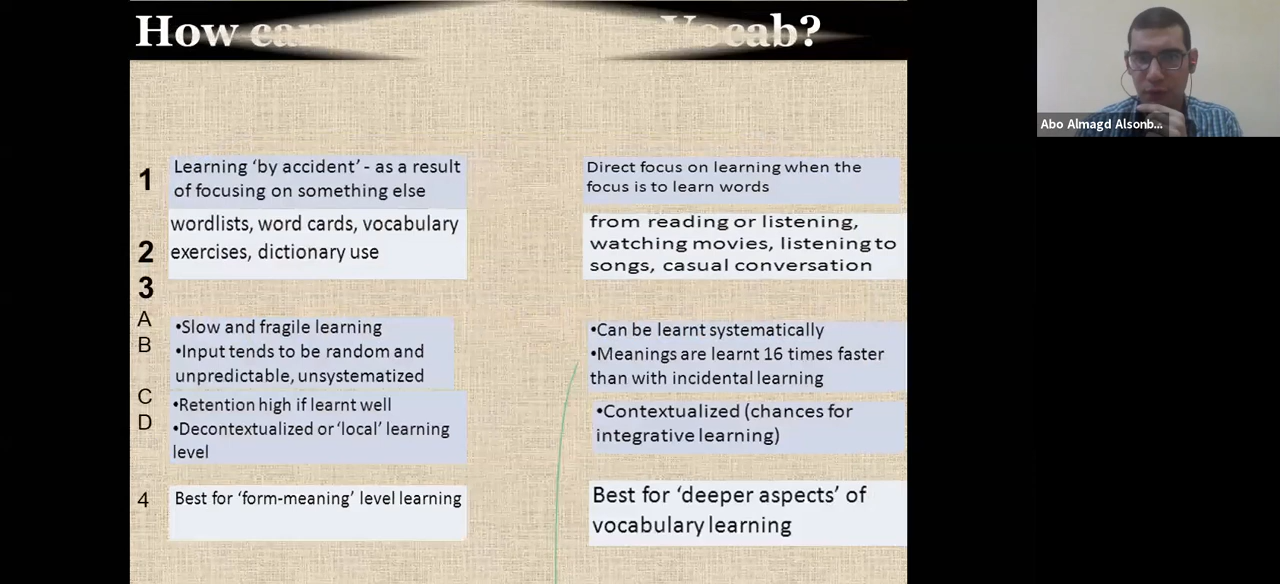 How can Vocab?
1 Learning ‘by accident’ - as a result
of focusing on something else
Direct focus on learning when the
focus is to learn words
wordlists, word cards, vocabulary
2 exercises, dictionary use
from reading or listening,
watching movies, listening to
songs, casual conversation
3
A •Slow and fragile learning
B •Input tends to be random and
unpredictable, unsystematized
•Can be learnt systematically
•Meanings are learnt 16 times faster
than with incidental learning
C •Retention high if learnt well
D •Decontextualized or ‘local’ learning
level
•Contextualized (chances for
integrative learning)
4 Best for ‘form-meaning’ level learning
Best for ‘deeper aspects’ of
vocabulary learning
Abo Almagd Alsonb...